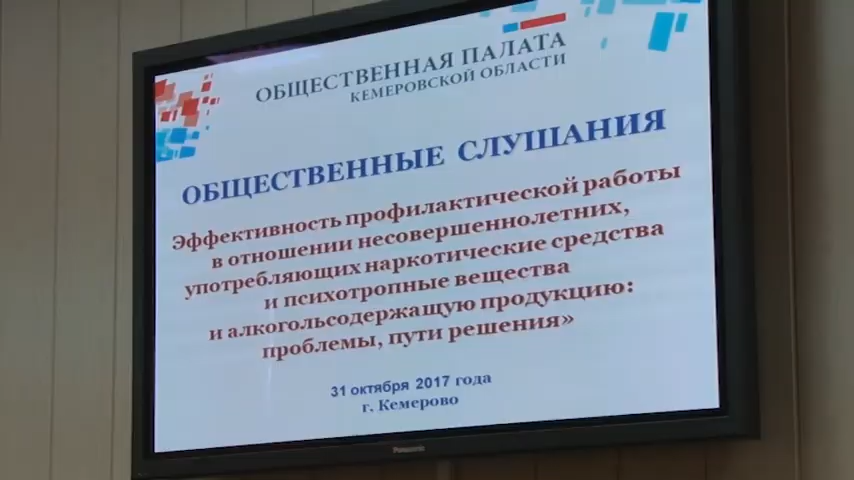 ОБЩЕСТВЕННАЯ ПАЛАТА
КЕМЕРОВСКОЙ ОБЛАСТИ
ОБЩЕСТВЕННЫЕ СЛУШАНИЯ
Эффективность профилактической работы
в отношении несовершеннолетних,
употребляющих наркотические средства
и психотропные вещества
и алкогольсодержащую продукцию:
проблемы, пути решения»
31 октября 2017 года
г. Кемерово
Panasonic